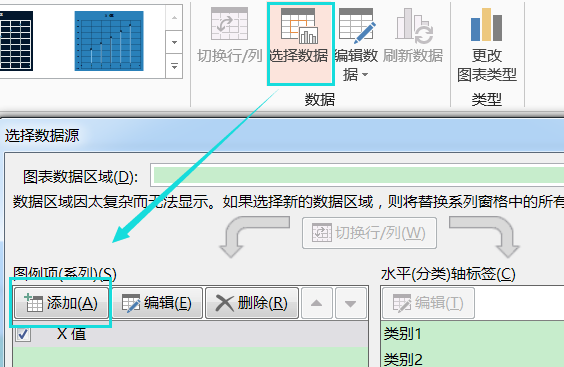 切换行/列 选择数据 编辑数据 刷新数据 更改图表类型
数据 类型
选择数据源
图表数据区域(D):
数据区域因太复杂而无法显示。如果选择新的数据区域，则将替换系列窗格中的所有
切换行/列(W)
图例项(系列)(S) 水平(分类)轴标签(C)
添加(A) 编辑(E) 删除(R) 编辑(T)
X 值 类别1
类别2